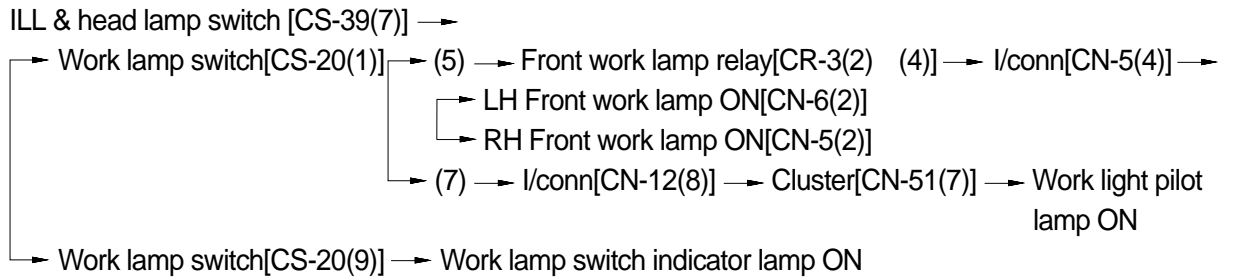 ILL & head lamp switch [CS-39(7)] →
→ Work lamp switch[CS-20(1)] → (5) → Front work lamp relay[CR-3(2) (4)] → I/conn[CN-5(4)] →
→ LH Front work lamp ON[CN-6(2)]
→ RH Front work lamp ON[CN-5(2)]
→ (7) → I/conn[CN-12(8)] → Cluster[CN-51(7)] → Work light pilot
lamp ON
→ Work lamp switch[CS-20(9)] → Work lamp switch indicator lamp ON